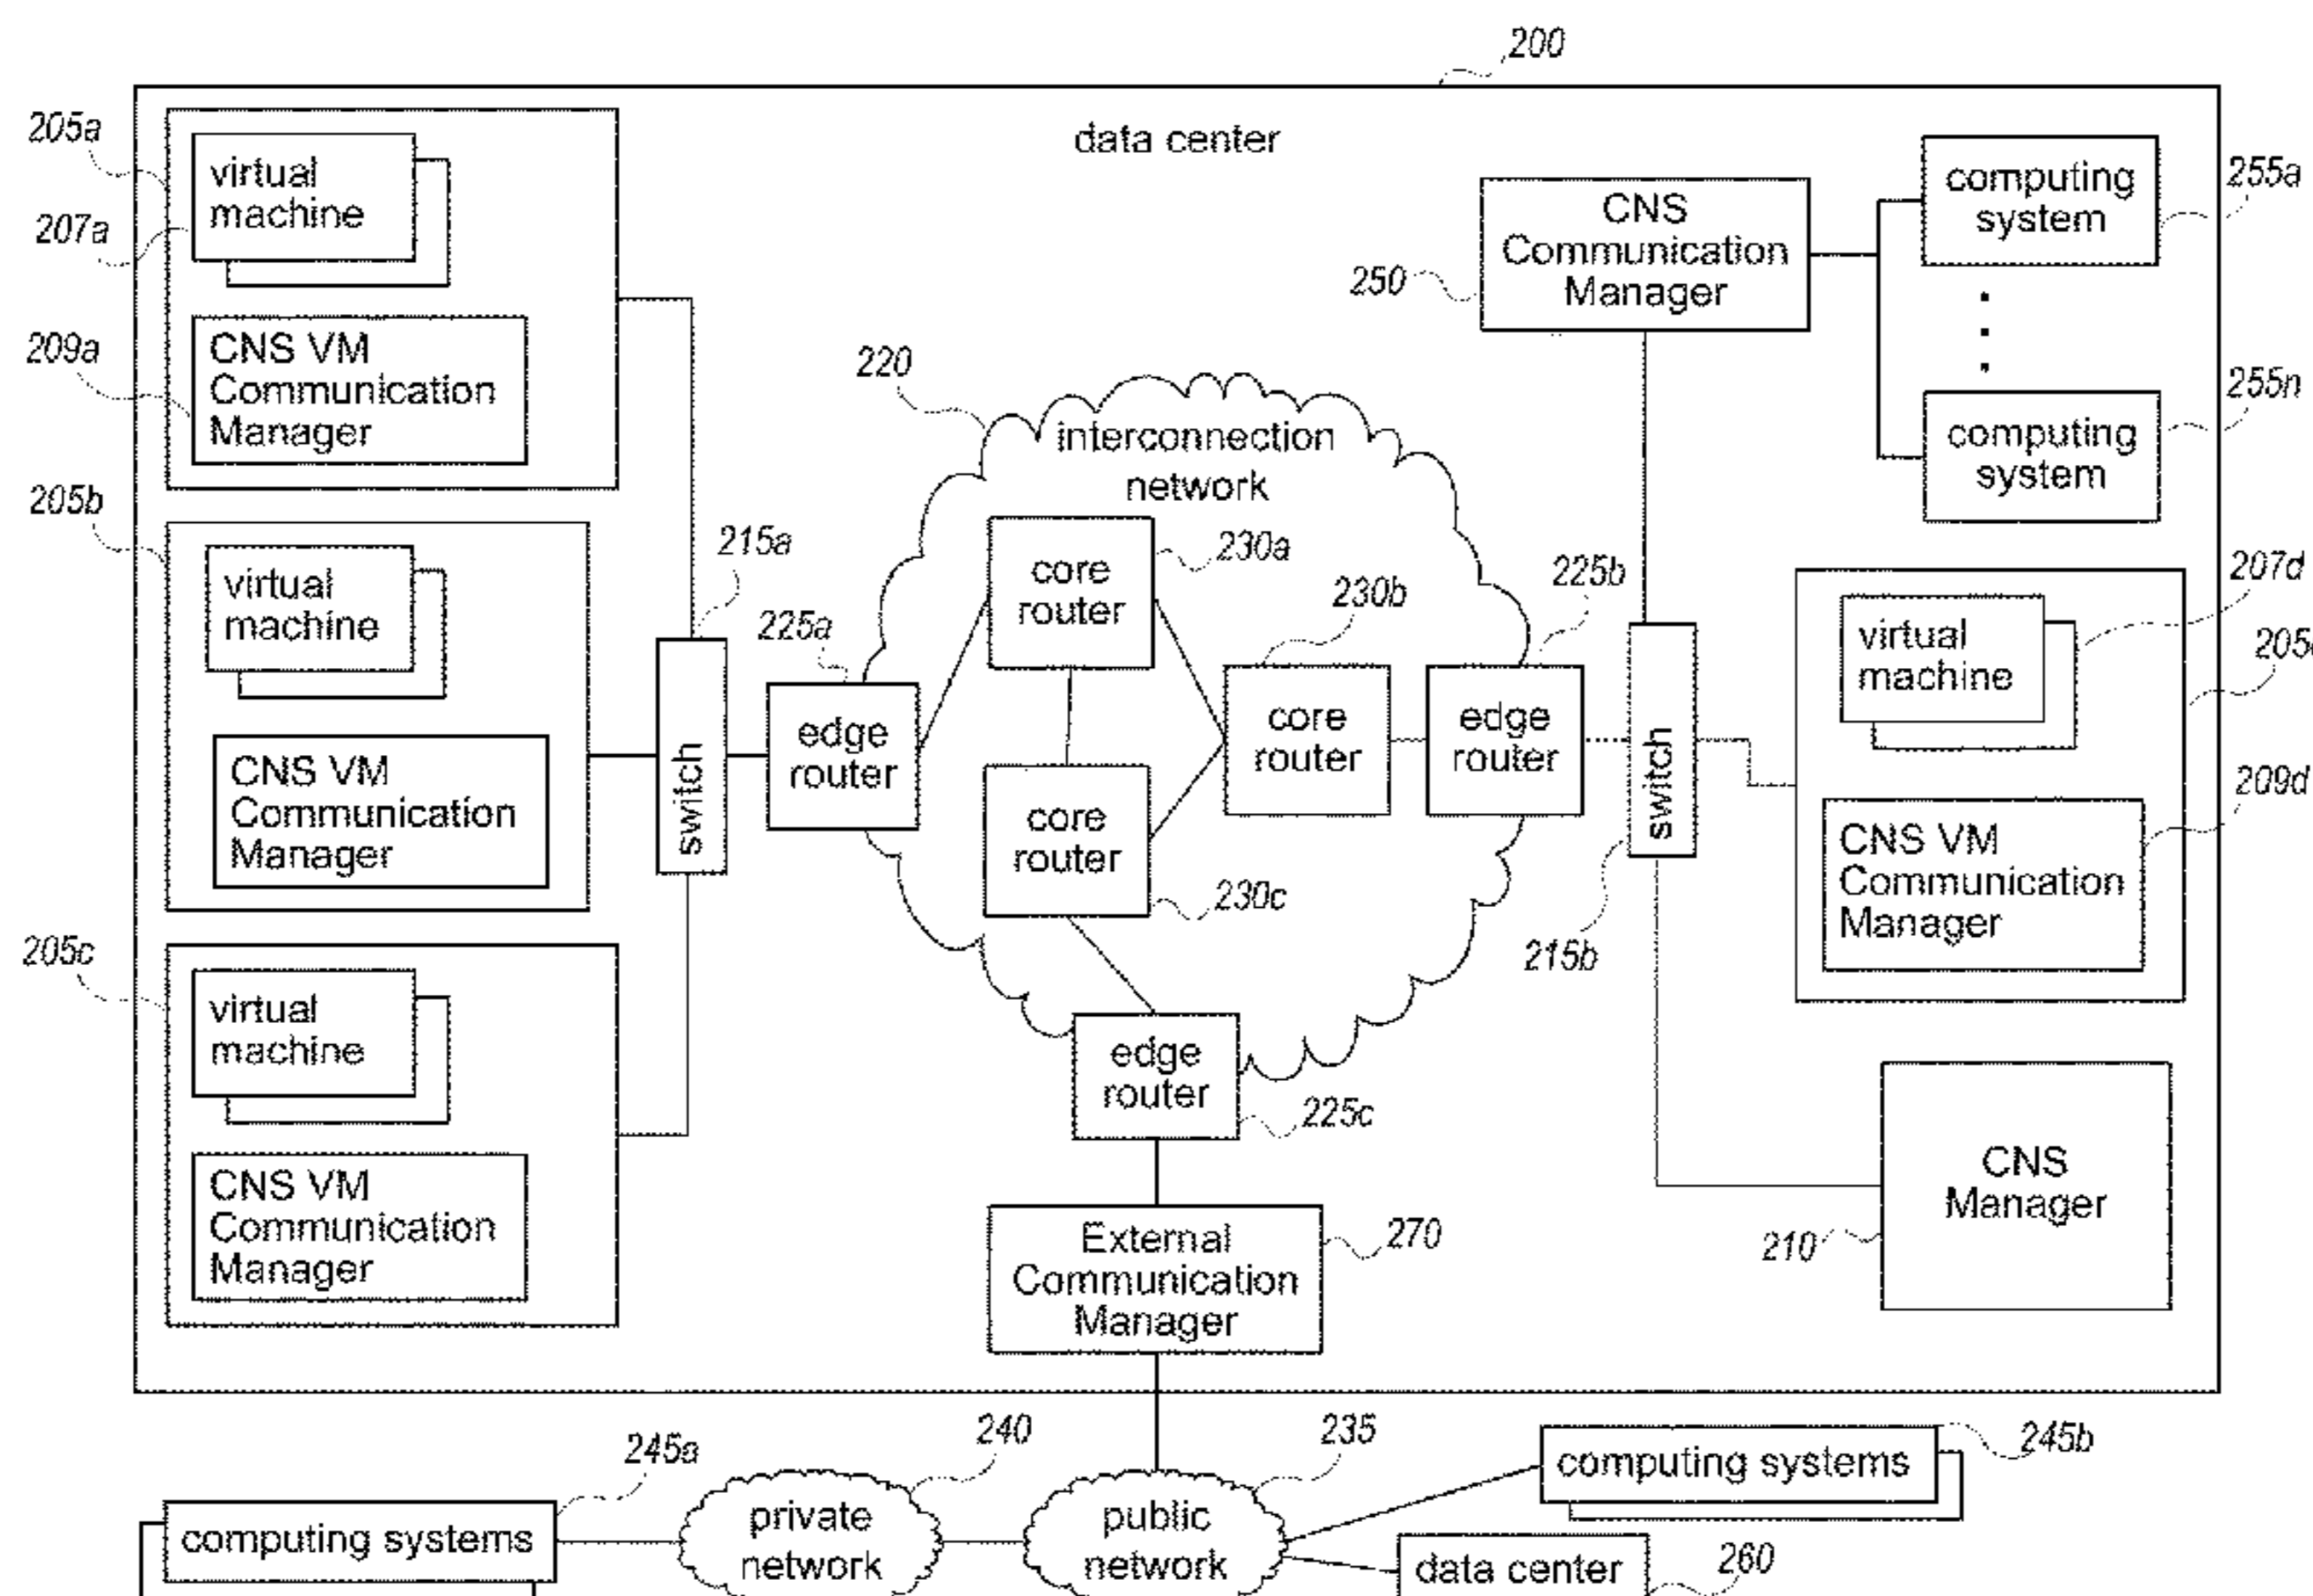 200
data center
205a
virtual
machine
207a
CNS VM
Communication
Manager
209a
205b
virtual
machine
CNS VM
Communication
Manager
205c
virtual
machine
CNS VM
Communication
Manager
215a
switch
225a
edge
router
220
interconnection
network
core
router
230a
core
router
230b
core
router
230c
225b
edge
router
edge
router
225c
External
Communication
Manager
270
CNS
Communication
Manager
250
computing
system
255a
computing
system
255n
switch
215b
207d
virtual
machine
CNS VM
Communication
Manager
209d
CNS
Manager
210
245a
computing systems
240
private
network
235
public
network
245b
computing systems
data center
260